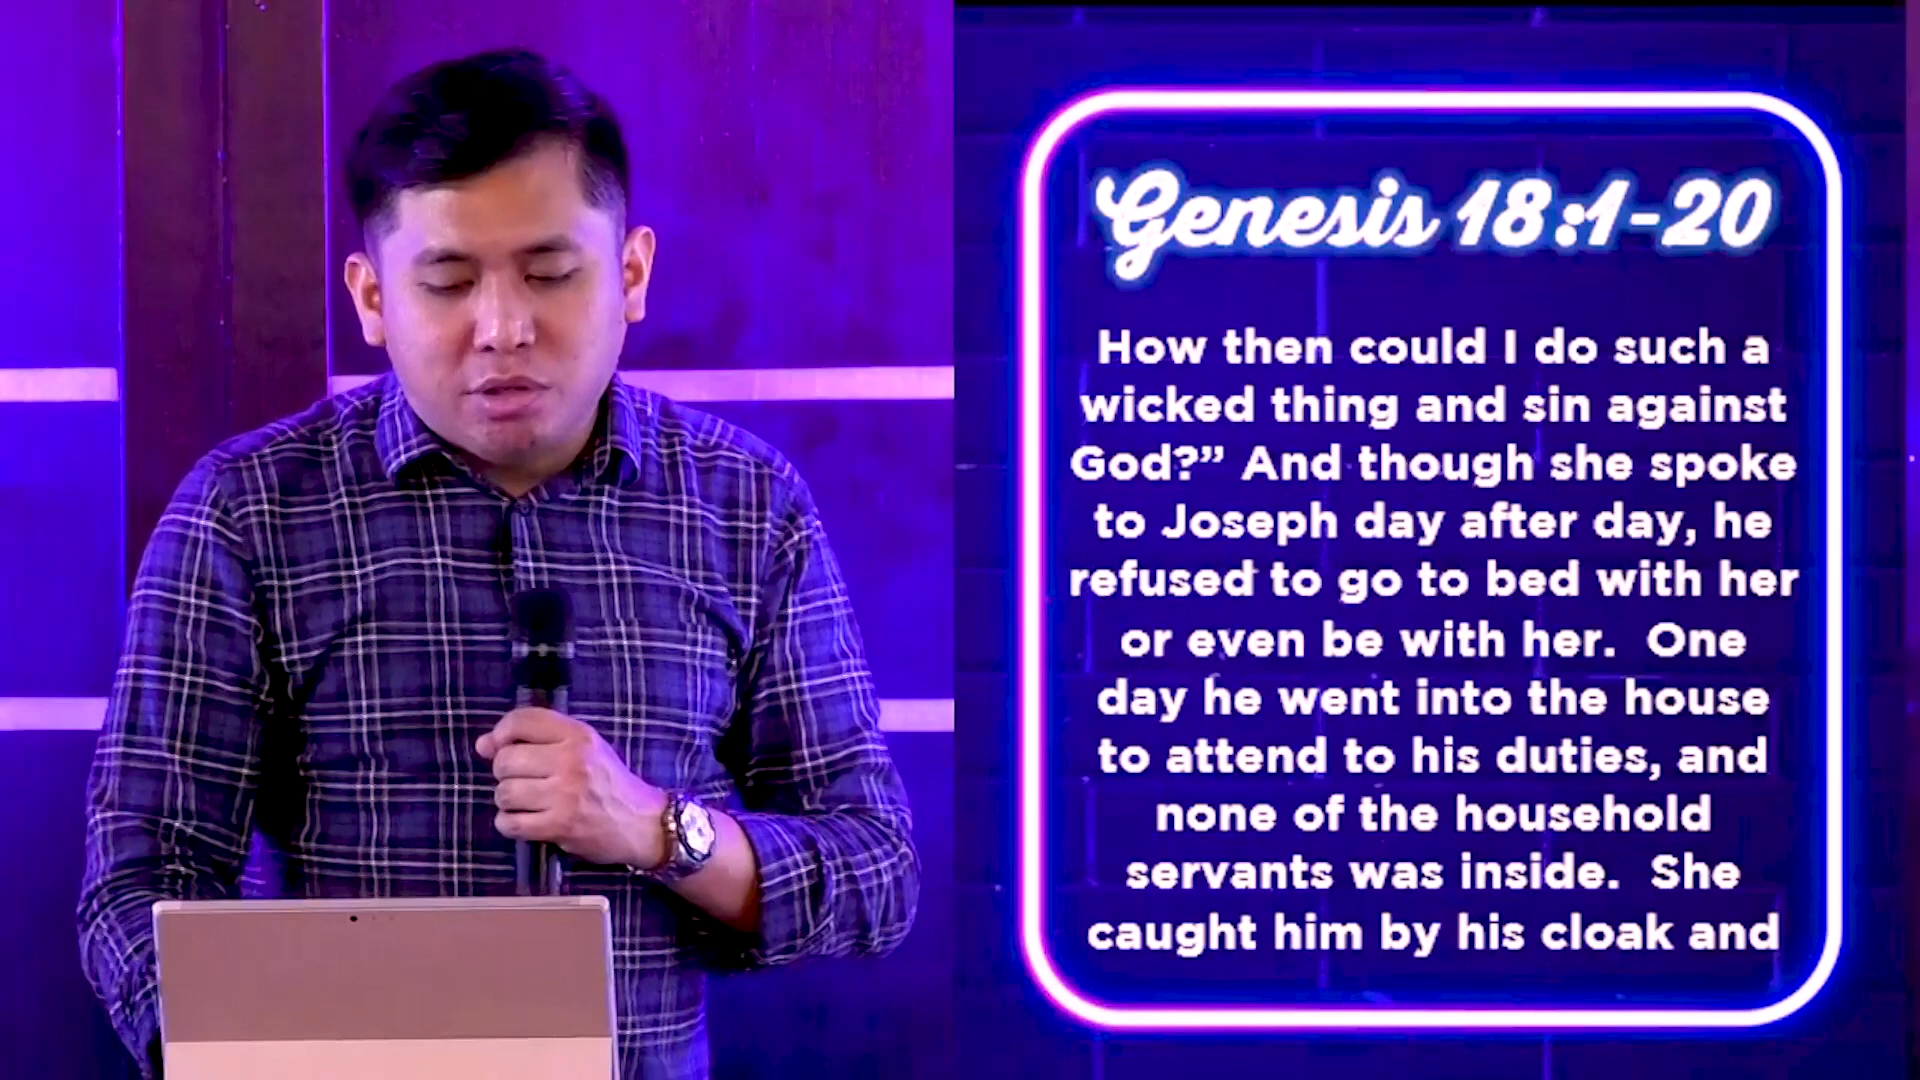 Genesis 18:1-20
How then could I do such a
wicked thing and sin against
God?” And though she spoke
to Joseph day after day, he
refused to go to bed with her
or even be with her.  One
day he went into the house
to attend to his duties, and
none of the household
servants was inside.  She
caught him by his cloak and